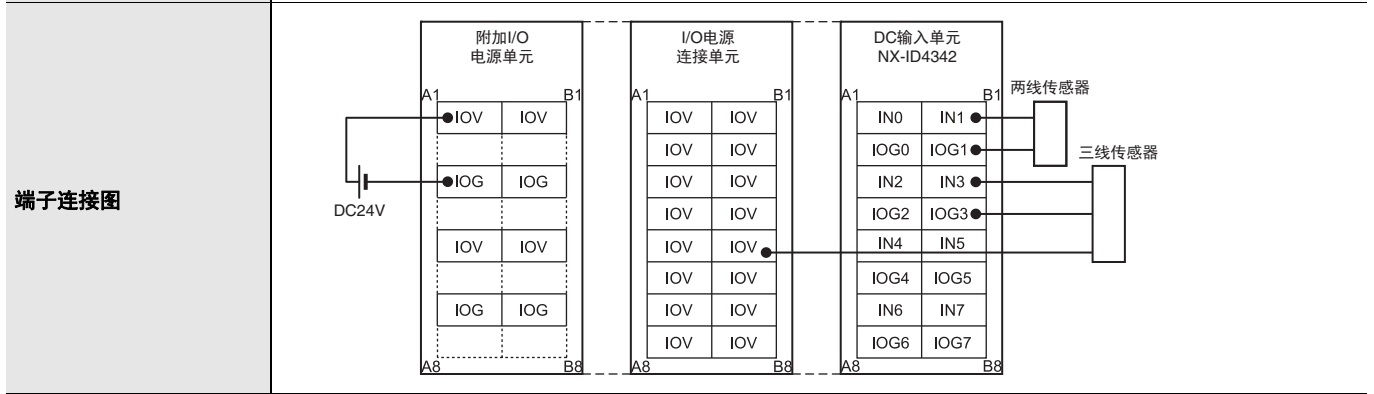 端子连接图
附加I/O
电源单元
A1 B1
IOV IOV
IOG IOG
IOV IOV
IOG IOG
A8 B8
DC24V
I/O电源
连接单元
A1 B1
IOV IOV
IOV IOV
IOV IOV
IOV IOV
IOV IOV
IOV IOV
IOV IOV
IOV IOV
A8 B8
DC输入单元
NX-ID4342
A1 B1
IN0 IN1
IOG0 IOG1
IN2 IN3
IOG2 IOG3
IN4 IN5
IOG4 IOG5
IN6 IN7
IOG6 IOG7
A8 B8
两线传感器
三线传感器